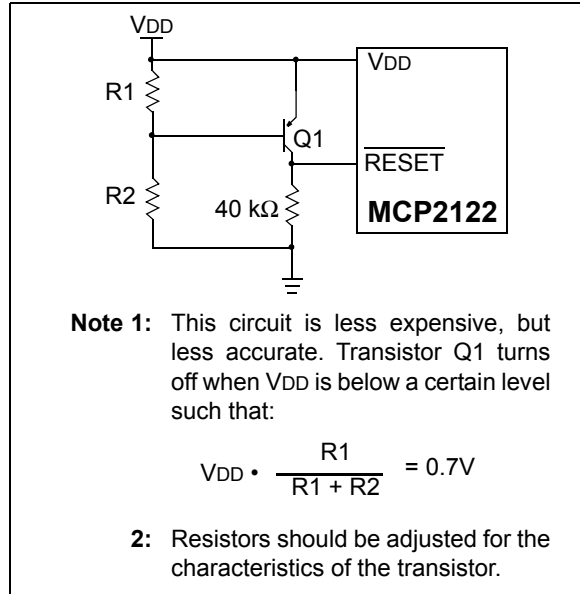 VDD
VDD
R1
Q1
RESET
R2
40 kΩ
MCP2122
Note 1: This circuit is less expensive, but
less accurate. Transistor Q1 turns
off when VDD is below a certain level
such that:
VDD • R1 / R1 + R2 = 0.7V
2: Resistors should be adjusted for the
characteristics of the transistor.